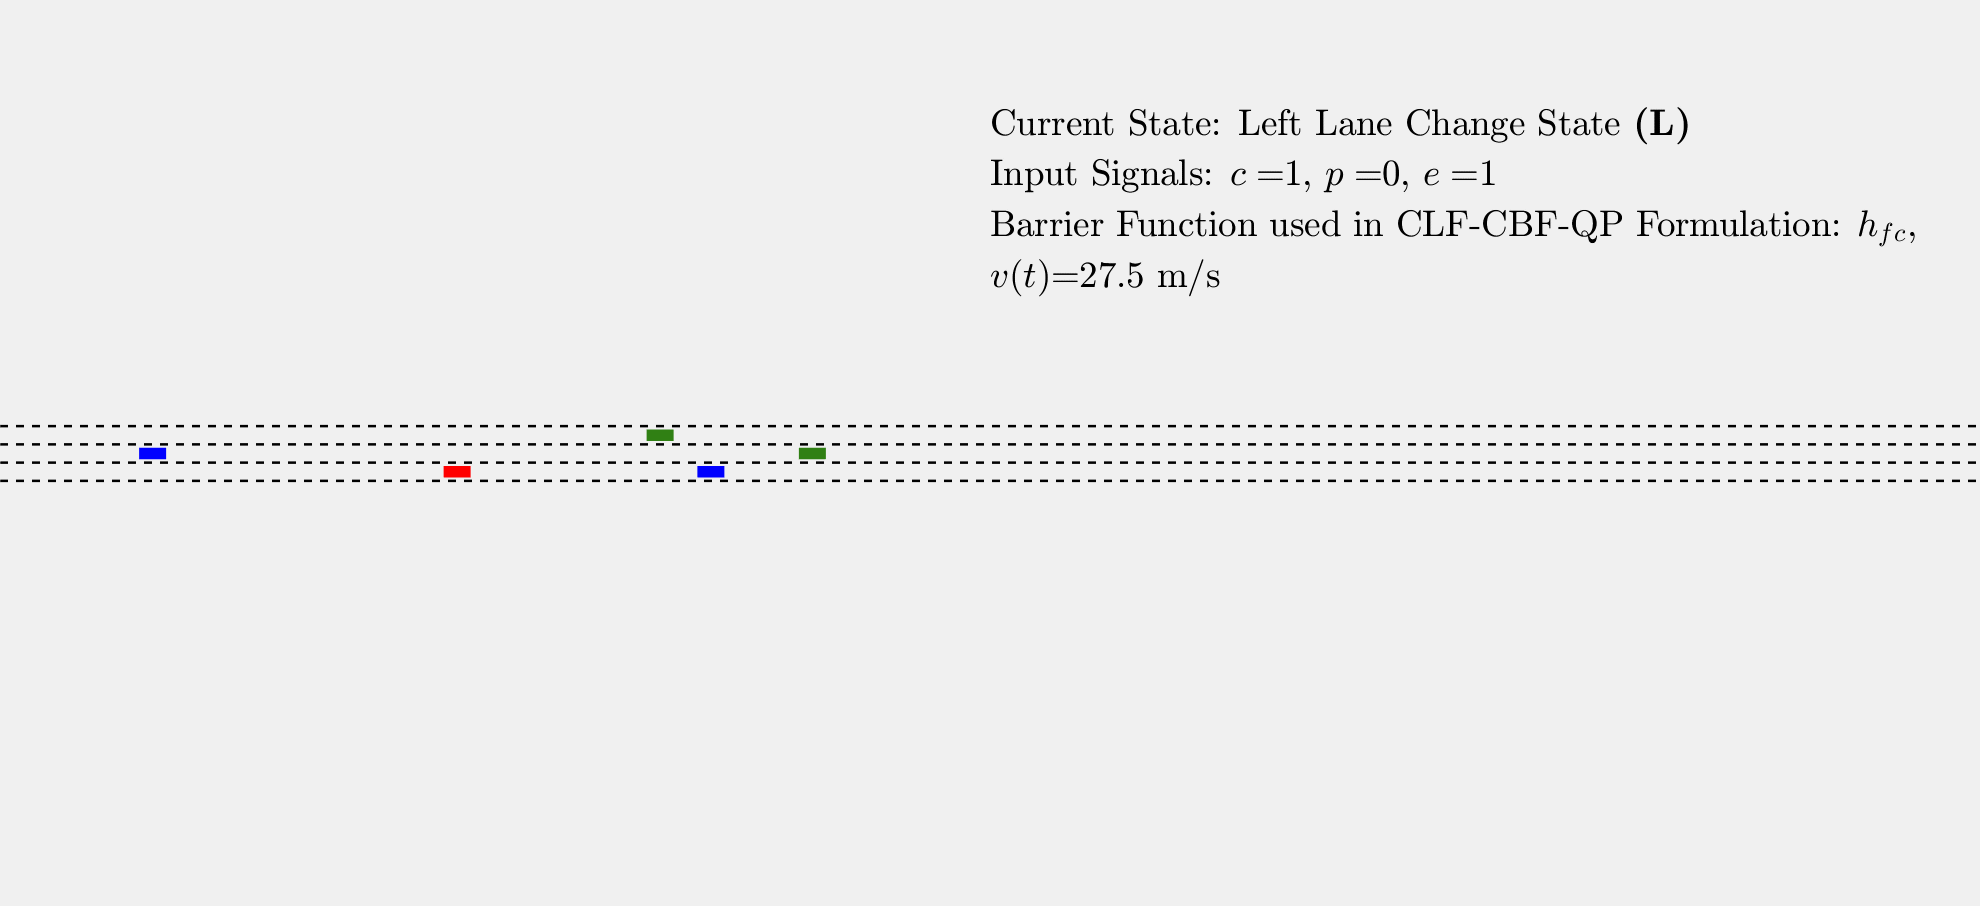 Current State: Left Lane Change State (L)
Input Signals: c =1, p =0, e =1
Barrier Function used in CLF-CBF-QP Formulation: h_{fc},
v(t)=27.5 m/s